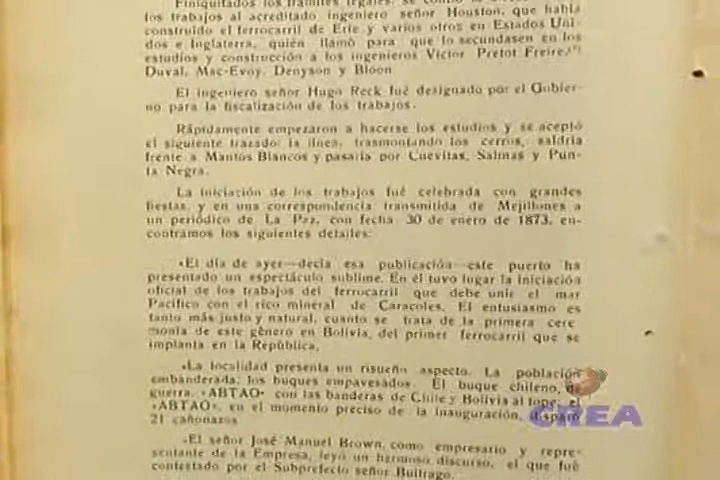 Finiquitados los trámites legales, se
los trabajos al acreditado ingeniero señor Houston, que había
construido el ferrocarril de Erie y varios otros en Estados Uni-
dos e Inglaterra, quién llamó para que lo secundasen en los
estudios y construcción a los ingenieros Víctor Pretot Freire,
Duval, Mac-Evoy, Denyson y Bloon
El ingeniero señor Hugo Reck fué designado por el Gobier-
no para la fiscalización de los trabajos.
Rápidamente empezaron a hacerse los estudios y se aceptó
el siguiente trazado: la línea, trasmontando los cerros, saldría
frente a Mantos Blancos y pasaría por Cuevitas, Salinas y Pun-
ta Negra.
La iniciación de los trabajos fué celebrada con grandes
fiestas, y en una correspondencia transmitida de Mejillones a
un periódico de La Paz, con fecha 30 de enero de 1873, en-
contramos los siguientes detalles:
«El día de ayer—decía esa publicación—este puerto ha
presentado un espectáculo sublime. En él tuvo lugar la iniciación
oficial de los trabajos del ferrocarril que debe unir el mar
Pacífico con el rico mineral de Caracoles. El entusiasmo es
tanto más justo y natural, cuanto se trata de la primera cere
monia de este género en Bolivia, del primer ferrocarril que se
implanta en la República.
«La localidad presenta un risueño aspecto. La población
embanderada; los buques empavesados. El buque chileno, de
guerra, «ABTAO» con las banderas de Chile y Bolivia al tope; el
«ABTAO», en el momento preciso de la inauguración, disparó
21 cañonazos
«El señor José Manuel Brown, como empresario y repre-
sentante de la Empresa, leyó un hermoso discurso, el que fué
contestado por el Subprefecto señor Buitrago.
CREA